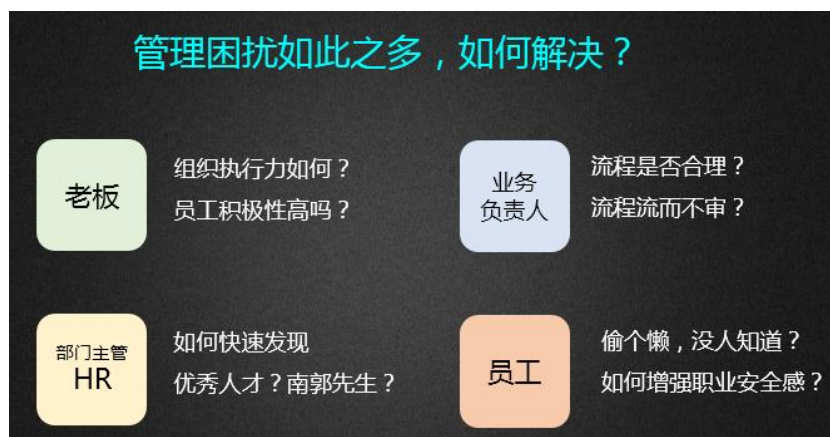 管理困扰如此之多，如何解决？
老板
组织执行力如何？
员工积极性高吗？
业务
负责人
流程是否合理？
流程流而不审？
部门主管
HR
如何快速发现
优秀人才？南郭先生？
员工
偷个懒，没人知道？
如何增强职业安全感？